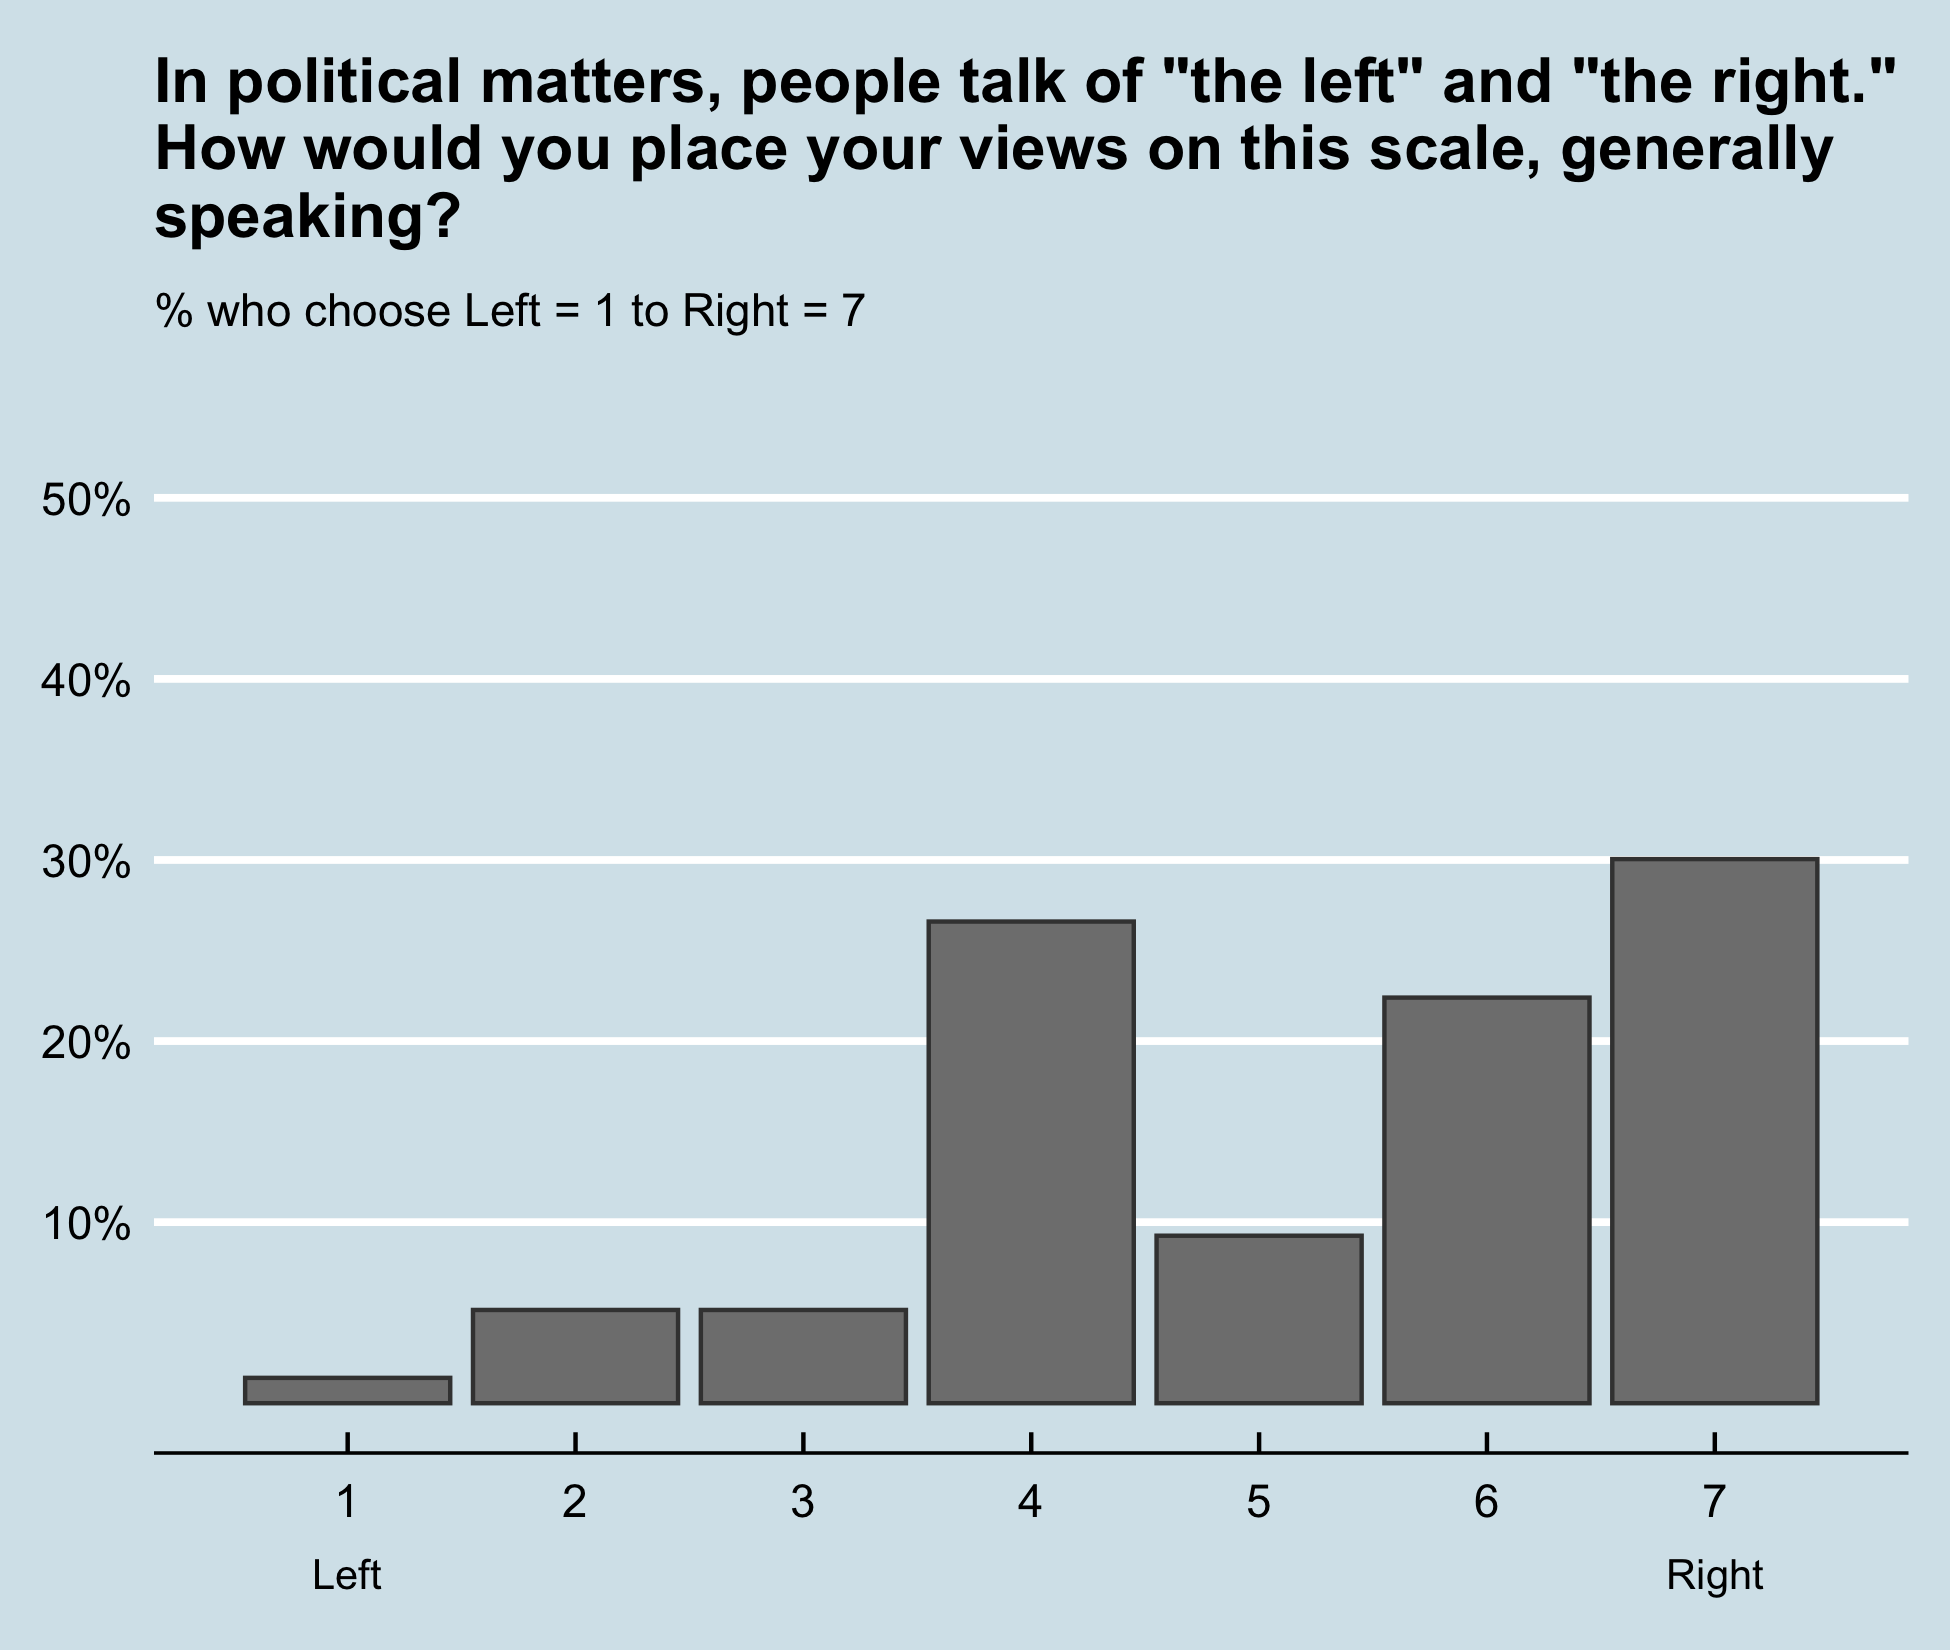 In political matters, people talk of "the left" and "the right."
How would you place your views on this scale, generally
speaking?
% who choose Left = 1 to Right = 7
50%
40%
30%
20%
10%
1 2 3 4 5 6 7
Left Right